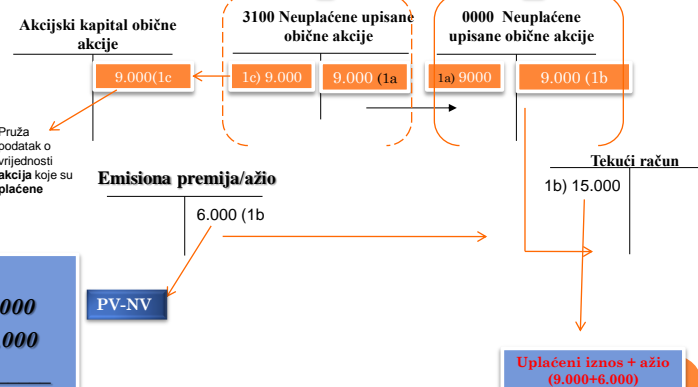 Akcijski kapital obične
akcije
3100 Neuplaćene upisane
obične akcije
0000 Neuplaćene
upisane obične akcije
9.000(1c
1c) 9.000
9.000 (1a
1a) 9000
9.000 (1b
Pruža
podatak o
vrijednosti
akcija koje su
plaćene
Emisiona premija/ažio
6.000 (1b
Tekući račun
1b) 15.000
PV-NV
000
.000
Uplaćeni iznos + ažio
(9.000+6.000)